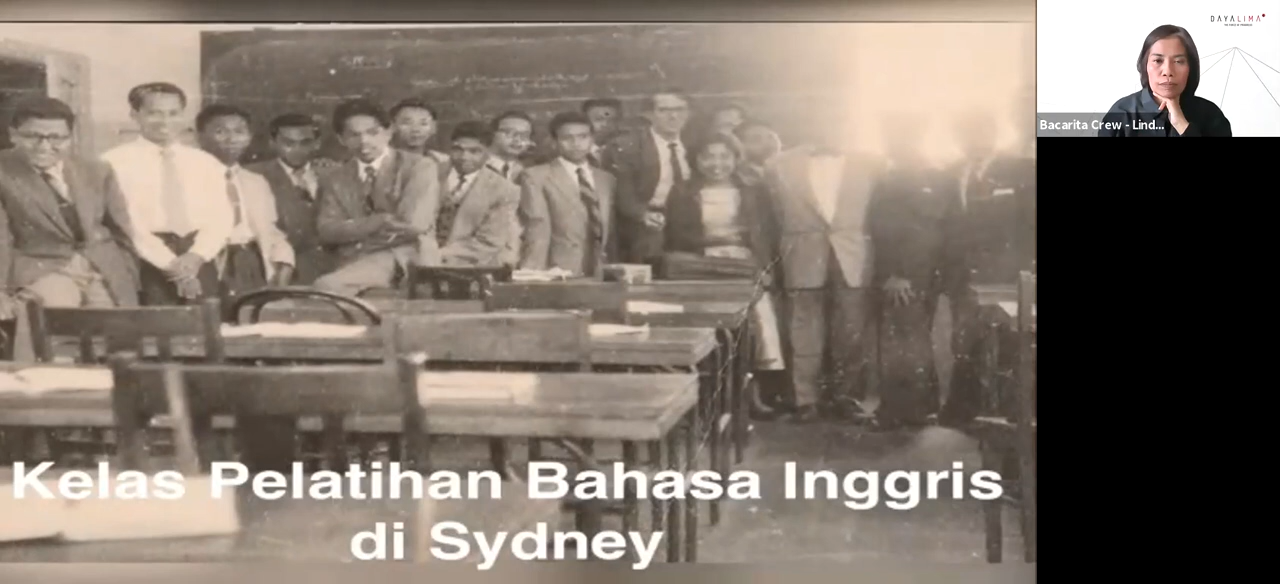 DAYALIMA
Bacarita Crew - Lind...
Kelas Pelatihan Bahasa Inggris
di Sydney